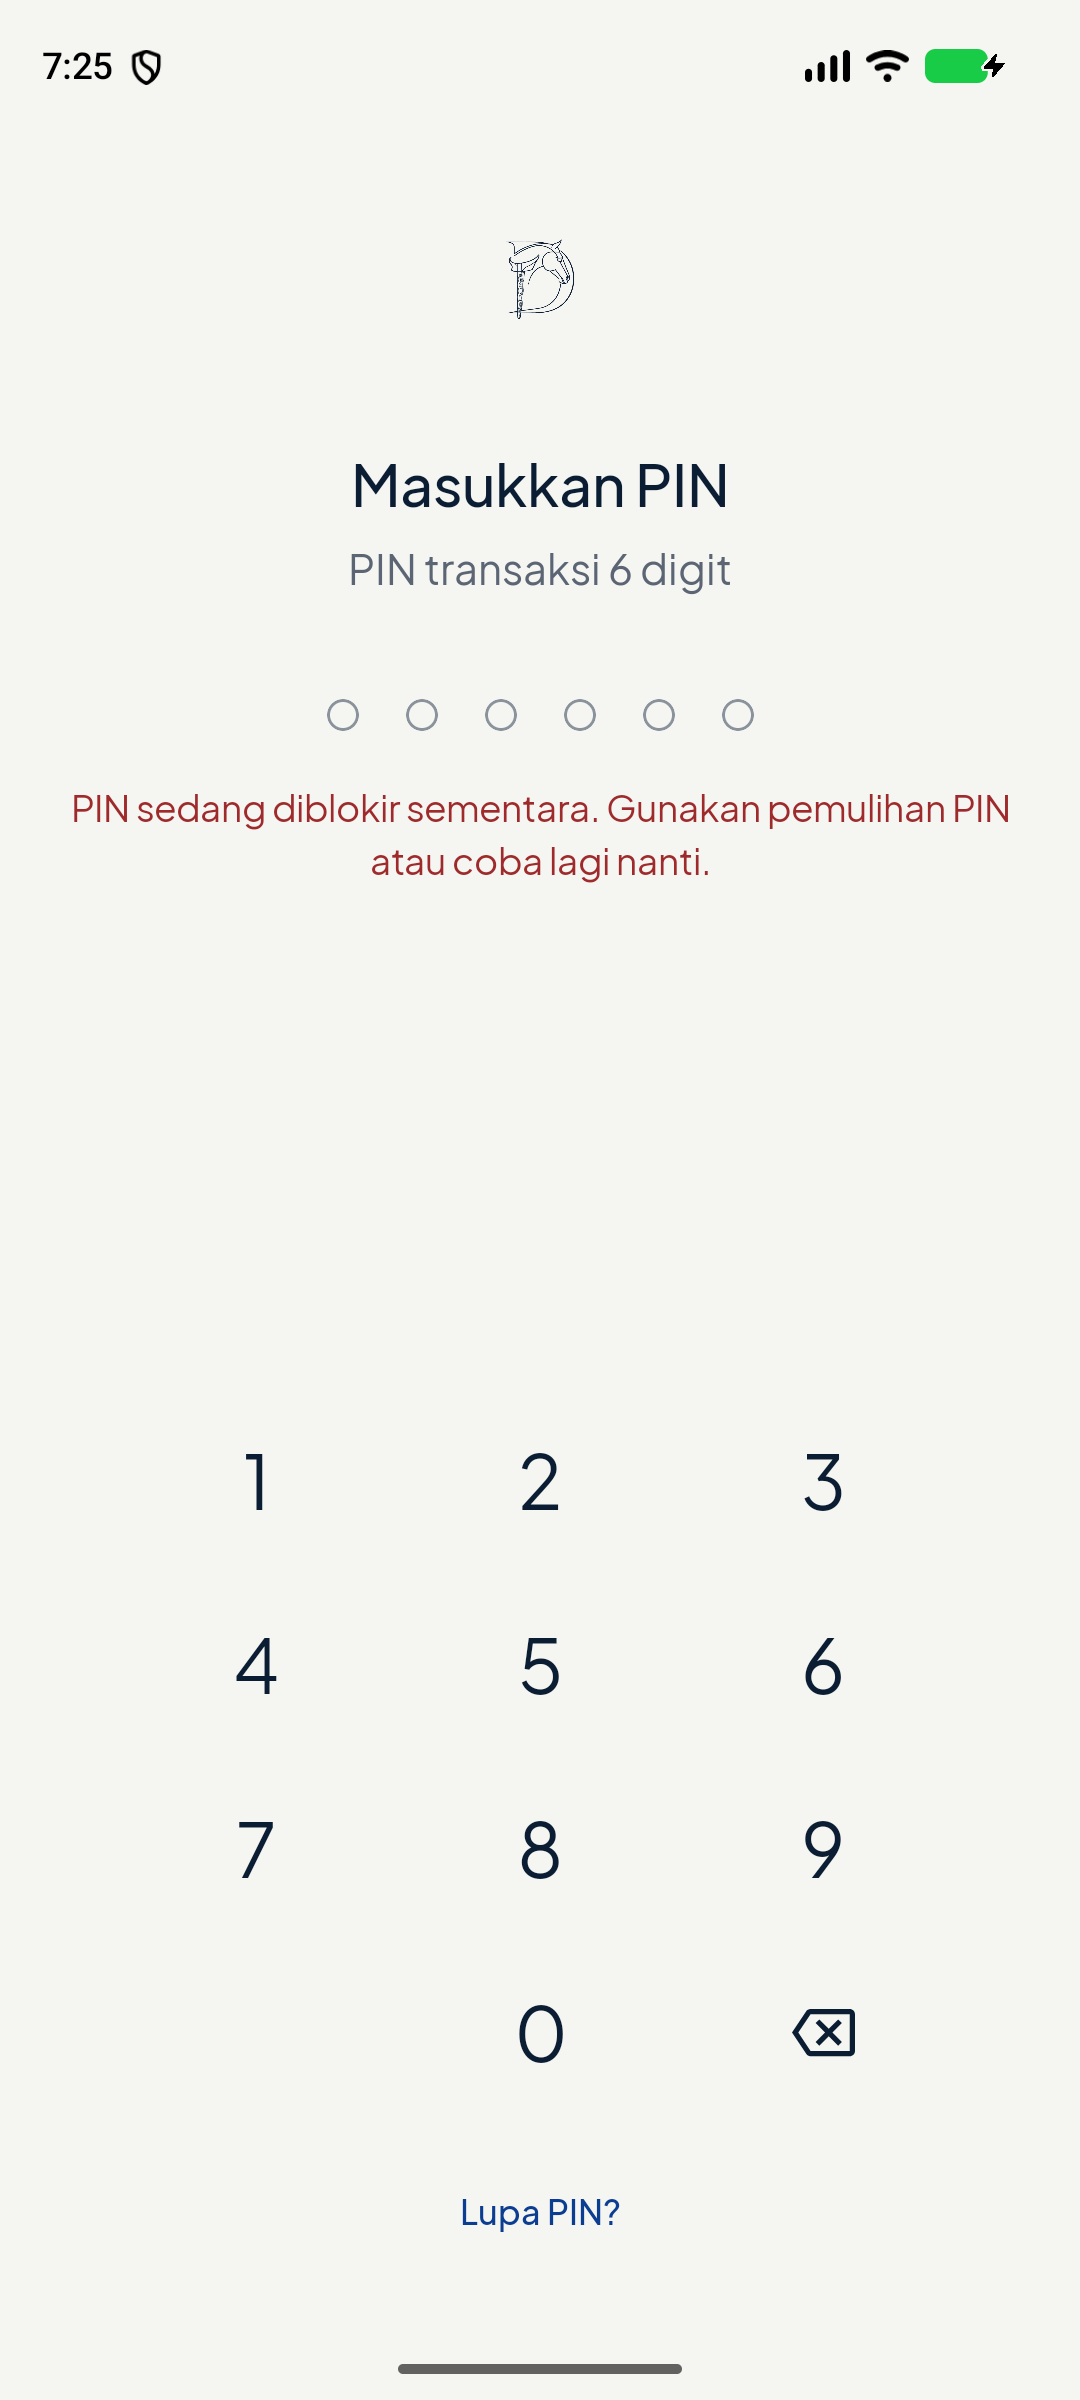 7:25
Masukkan PIN
PIN transaksi 6 digit
PIN sedang diblokir sementara. Gunakan pemulihan PIN
atau coba lagi nanti.
1 2 3
4 5 6
7 8 9
0
Lupa PIN?